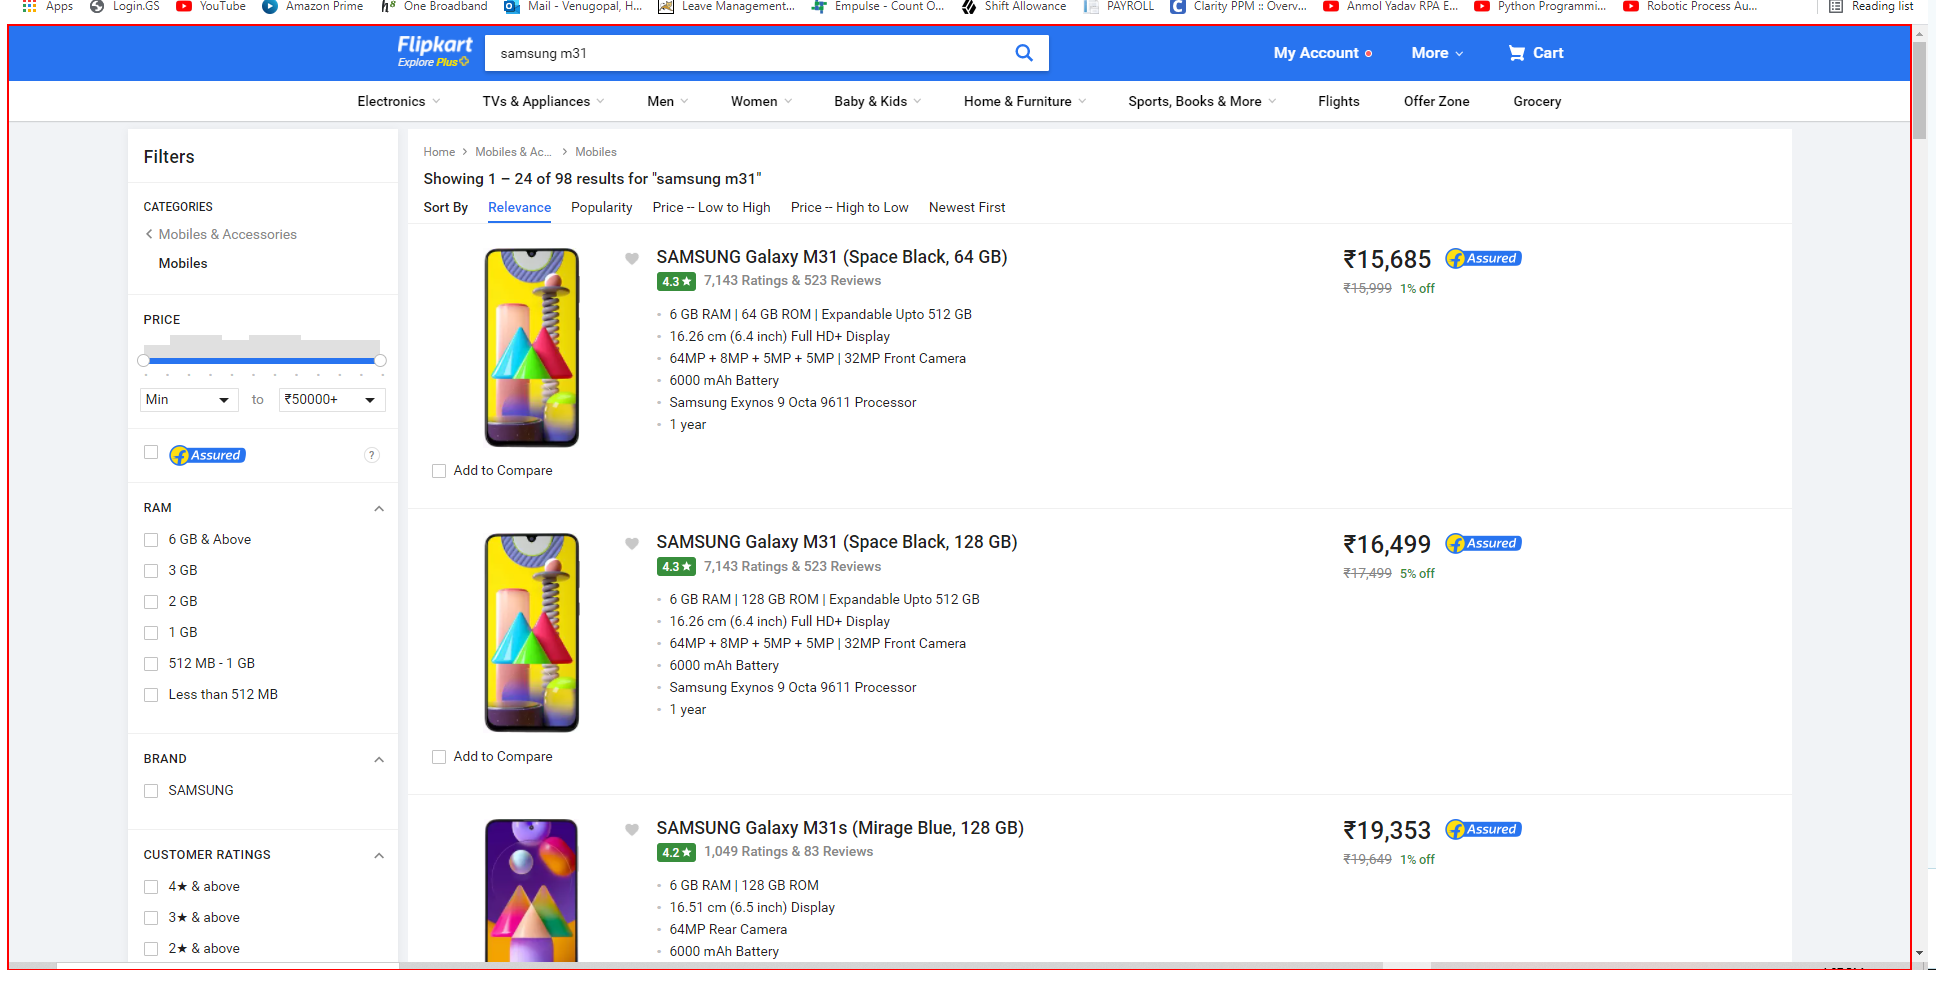 Apps Login.GS YouTube Amazon Prime One Broadband Mail - Venugopal, H... Leave Management... Empulse - Count O... Shift Allowance PAYROLL Clarity PPM :: Overv... Anmol Yadav RPA E... Python Programmi... Robotic Process Au... Reading list
Flipkart
Explore Plus
samsung m31
My Account More Cart
Electronics TVs & Appliances Men Women Baby & Kids Home & Furniture Sports, Books & More Flights Offer Zone Grocery
Filters
CATEGORIES
Mobiles & Accessories
Mobiles
PRICE
Min to ₹50000+
Assured ?
RAM
6 GB & Above
3 GB
2 GB
1 GB
512 MB - 1 GB
Less than 512 MB
BRAND
SAMSUNG
CUSTOMER RATINGS
4★ & above
3★ & above
2★ & above
Home > Mobiles & Ac... > Mobiles
Showing 1 – 24 of 98 results for "samsung m31"
Sort By Relevance Popularity Price -- Low to High Price -- High to Low Newest First
SAMSUNG Galaxy M31 (Space Black, 64 GB)
4.3★ 7,143 Ratings & 523 Reviews
6 GB RAM | 64 GB ROM | Expandable Upto 512 GB
16.26 cm (6.4 inch) Full HD+ Display
64MP + 8MP + 5MP + 5MP | 32MP Front Camera
6000 mAh Battery
Samsung Exynos 9 Octa 9611 Processor
1 year
₹15,685 Assured
₹15,999 1% off
Add to Compare
SAMSUNG Galaxy M31 (Space Black, 128 GB)
4.3★ 7,143 Ratings & 523 Reviews
6 GB RAM | 128 GB ROM | Expandable Upto 512 GB
16.26 cm (6.4 inch) Full HD+ Display
64MP + 8MP + 5MP + 5MP | 32MP Front Camera
6000 mAh Battery
Samsung Exynos 9 Octa 9611 Processor
1 year
₹16,499 Assured
₹17,499 5% off
Add to Compare
SAMSUNG Galaxy M31s (Mirage Blue, 128 GB)
4.2★ 1,049 Ratings & 83 Reviews
6 GB RAM | 128 GB ROM
16.51 cm (6.5 inch) Display
64MP Rear Camera
6000 mAh Battery
₹19,353 Assured
₹19,649 1% off